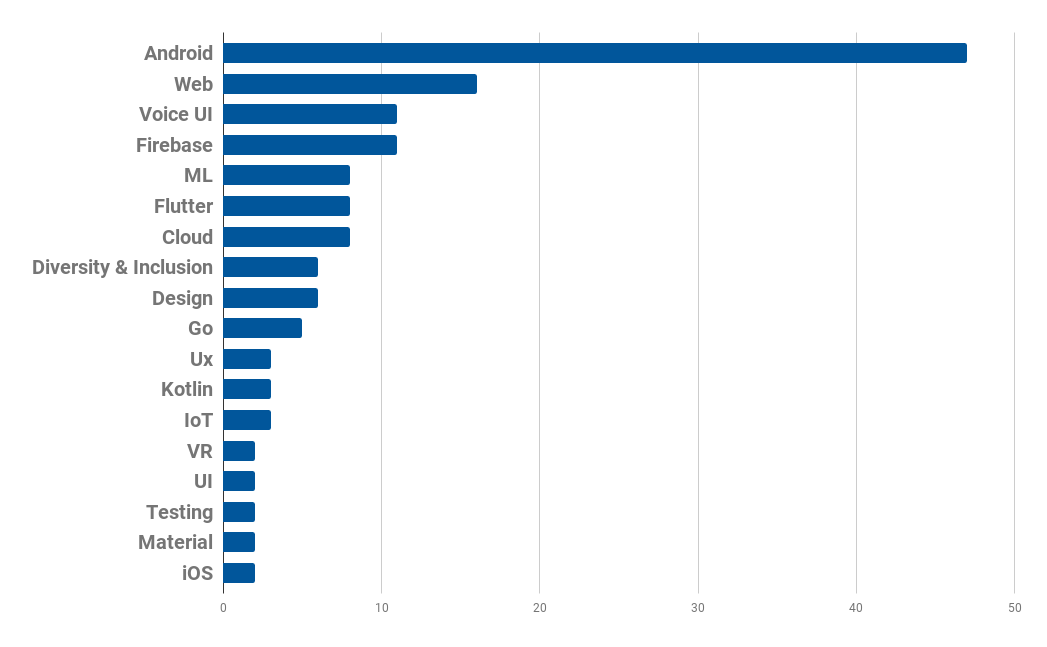 Android
Web
Voice UI
Firebase
ML
Flutter
Cloud
Diversity & Inclusion
Design
Go
Ux
Kotlin
IoT
VR
UI
Testing
Material
iOS
0 10 20 30 40 50